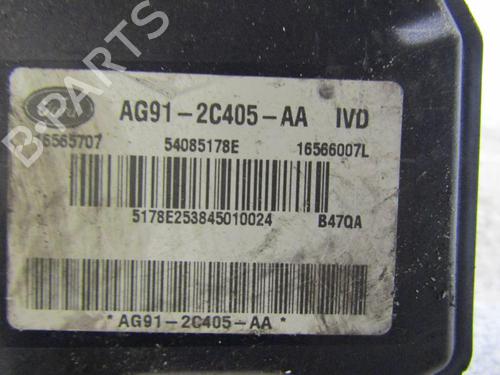 AG91-2C405-AA IVD
16565707 54085178E 16566007L
5178E253845010024 B47QA
*AG91-2C405-AA*
B-PARTS